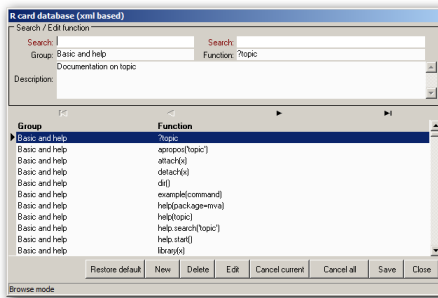 R card database (xml based)
Search / Edit function
Search: Search:
Group: Basic and help Function: ?topic
Documentation on topic
Description:
Group Function
Basic and help ?topic
Basic and help apropos('topic')
Basic and help attach(x)
Basic and help detach(x)
Basic and help dir()
Basic and help example(command)
Basic and help help(package=mva)
Basic and help help(topic)
Basic and help help.search('topic')
Basic and help help.start()
Basic and help library(x)
Restore default New Delete Edit Cancel current Cancel all Save Close
Browse mode